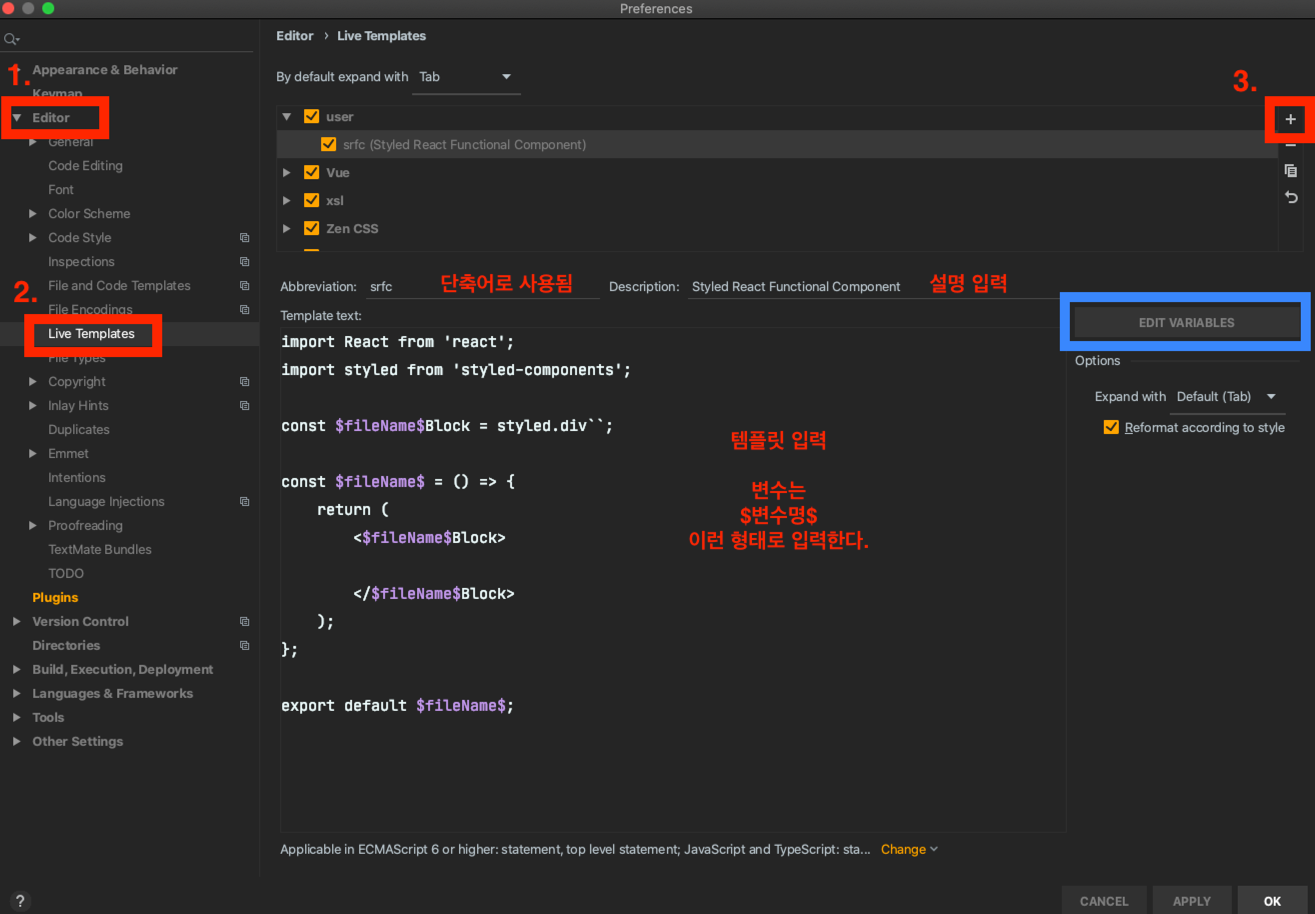 Preferences
1.
Appearance & Behavior
Keymap
Editor
General
Code Editing
Font
Color Scheme
Code Style
Inspections
2.
File and Code Templates
File Encodings
Live Templates
File Types
Copyright
Inlay Hints
Duplicates
Emmet
Intentions
Language Injections
Proofreading
TextMate Bundles
TODO
Plugins
Version Control
Directories
Build, Execution, Deployment
Languages & Frameworks
Tools
Other Settings
?
Editor › Live Templates
By default expand with Tab
3.
+
user
srfc (Styled React Functional Component)
Vue
xsl
Zen CSS
Abbreviation: srfc 단축어로 사용됨 Description: Styled React Functional Component 설명 입력
Template text:
EDIT VARIABLES
Options
Expand with Default (Tab)
Reformat according to style
import React from 'react';
import styled from 'styled-components';
const $fileName$Block = styled.div``;
const $fileName$ = () => {
return (
<$fileName$Block>
</$fileName$Block>
);
};
export default $fileName$;
템플릿 입력
변수는
$변수명$
이런 형태로 입력한다.
Applicable in ECMAScript 6 or higher: statement, top level statement; JavaScript and TypeScript: sta... Change
CANCEL APPLY OK